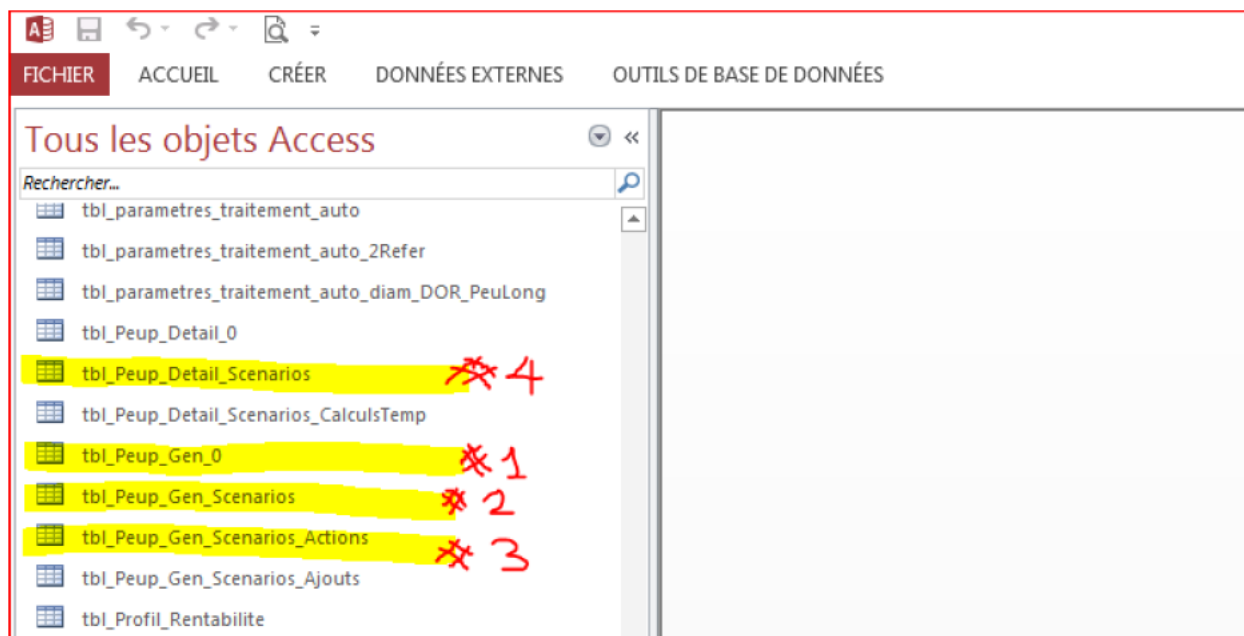 FICHIER ACCUEIL CRÉER DONNÉES EXTERNES OUTILS DE BASE DE DONNÉES
Tous les objets Access
Rechercher...
tbl_parametres_traitement_auto
tbl_parametres_traitement_auto_2Refer
tbl_parametres_traitement_auto_diam_DOR_PeuLong
tbl_Peup_Detail_0
tbl_Peup_Detail_Scenarios #4
tbl_Peup_Detail_Scenarios_CalculsTemp
tbl_Peup_Gen_0 #1
tbl_Peup_Gen_Scenarios #2
tbl_Peup_Gen_Scenarios_Actions #3
tbl_Peup_Gen_Scenarios_Ajouts
tbl_Profil_Rentabilite